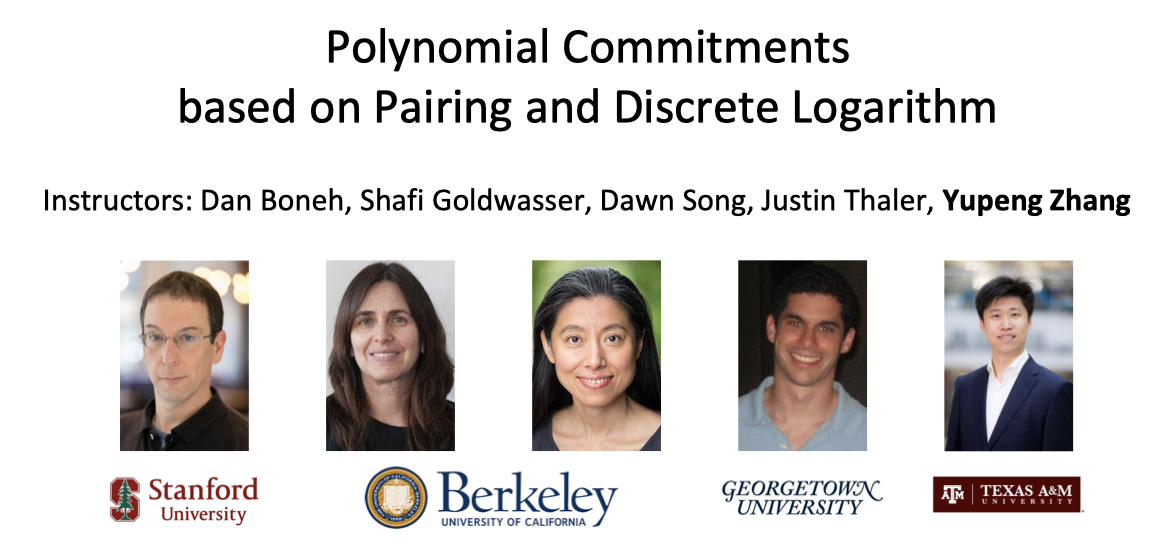 Polynomial Commitments
based on Pairing and Discrete Logarithm
Instructors: Dan Boneh, Shafi Goldwasser, Dawn Song, Justin Thaler, Yupeng Zhang
Stanford
University
Berkeley
UNIVERSITY OF CALIFORNIA
GEORGETOWN
UNIVERSITY
ATM
TEXAS A&M
UNIVERSITY